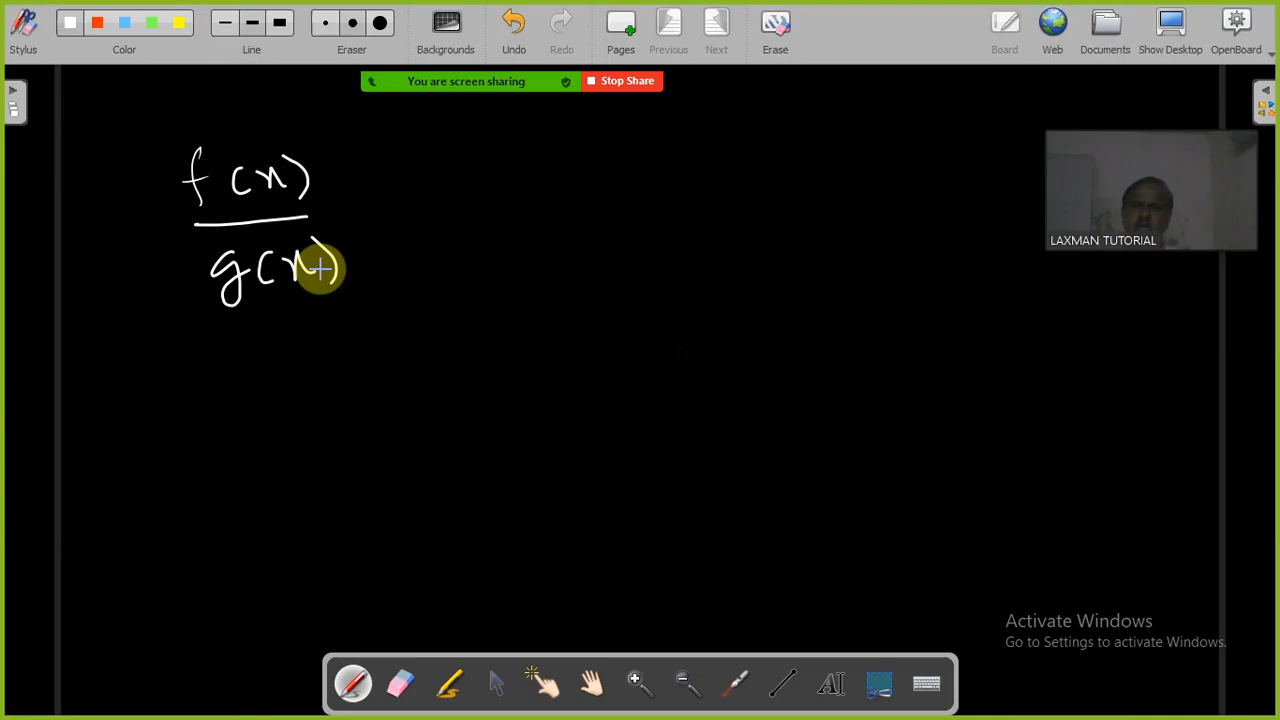 Stylus
Color
Line
Eraser
Backgrounds
Undo
Redo
Pages
Previous
Next
Erase
Board
Web
Documents
Show Desktop
OpenBoard
You are screen sharing
Stop Share
f(x)
g(x)
LAXMAN TUTORIAL
Activate Windows
Go to Settings to activate Windows.
AI